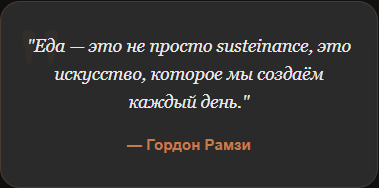 "Еда — это не просто susteinance, это
искусство, которое мы создаём
каждый день."
— Гордон Рамзи